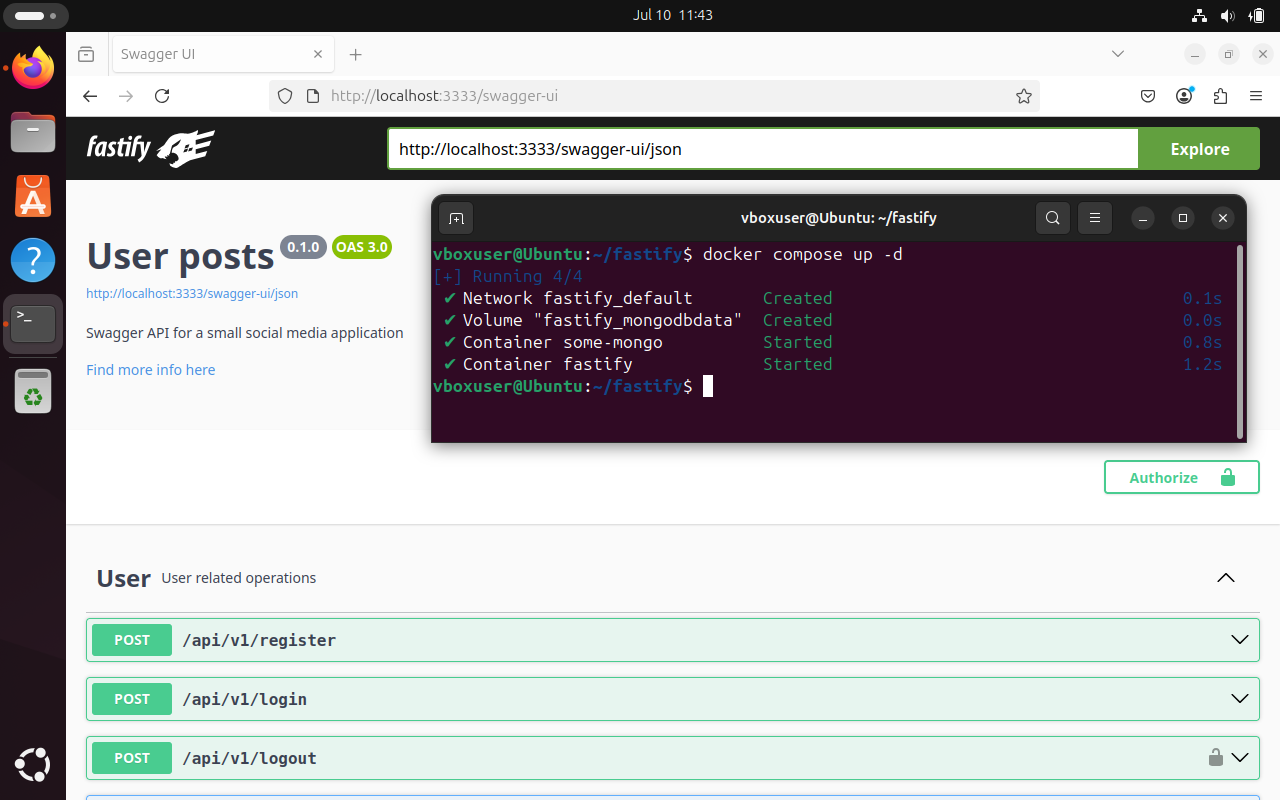 Jul 10 11:43
Swagger UI
http://localhost:3333/swagger-ui
fastify
http://localhost:3333/swagger-ui/json
Explore
User posts 0.1.0 OAS 3.0
http://localhost:3333/swagger-ui/json
Swagger API for a small social media application
Find more info here
vboxuser@Ubuntu: ~/fastify
vboxuser@Ubuntu:~/fastify$ docker compose up -d
[+] Running 4/4
✔ Network fastify_default Created 0.1s
✔ Volume "fastify_mongodbdata" Created 0.0s
✔ Container some-mongo Started 0.8s
✔ Container fastify Started 1.2s
vboxuser@Ubuntu:~/fastify$
Authorize
User User related operations
POST /api/v1/register
POST /api/v1/login
POST /api/v1/logout